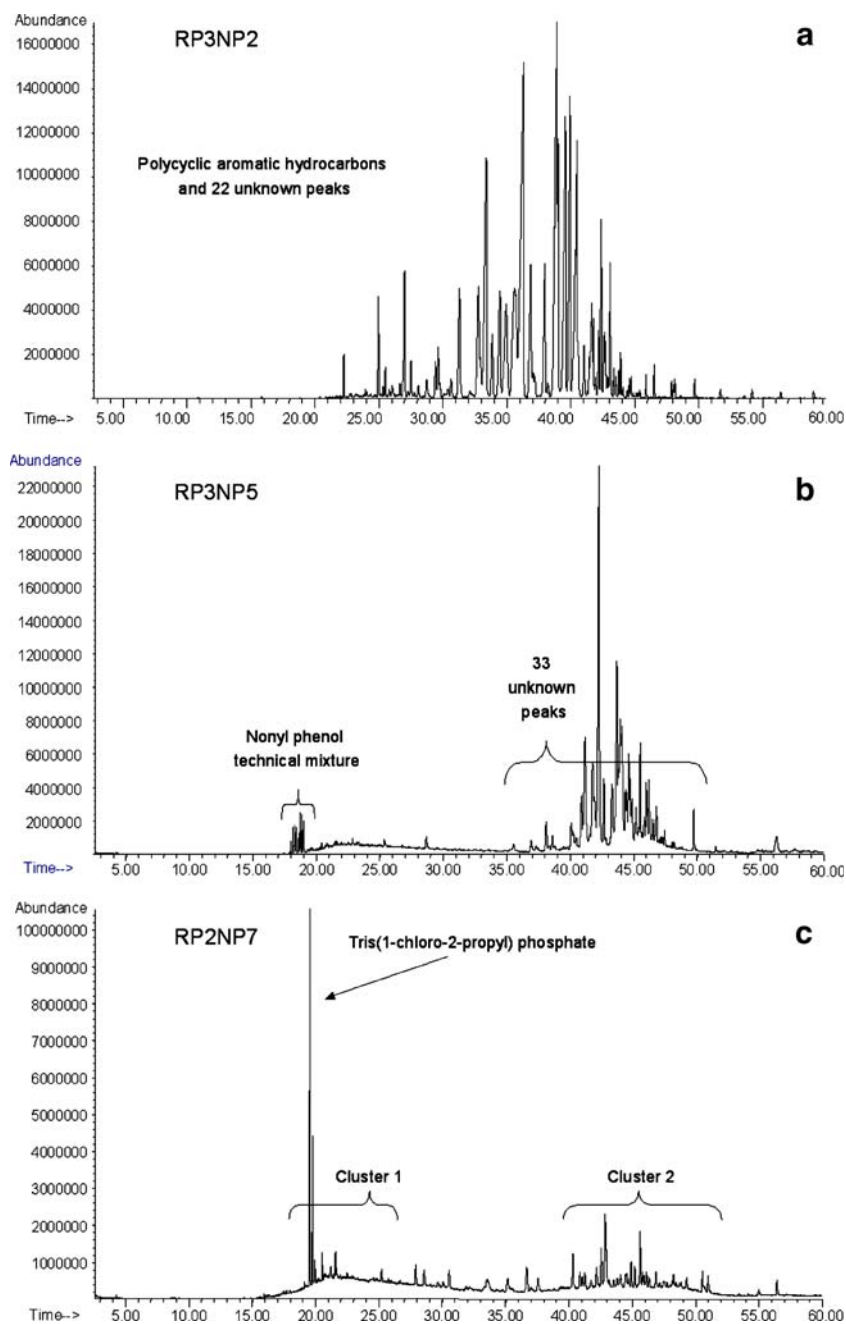 Abundance
RP3NP2
a
16000000
14000000
12000000
10000000
Polycyclic aromatic hydrocarbons
and 22 unknown peaks
8000000
6000000
4000000
2000000
5.00 10.00 15.00 20.00 25.00 30.00 35.00 40.00 45.00 50.00 55.00 60.00
Time-->
Abundance
RP3NP5
b
22000000
20000000
18000000
16000000
14000000
12000000
10000000
33
unknown
peaks
8000000
Nonyl phenol
technical mixture
6000000
4000000
2000000
Time-->
5.00 10.00 15.00 20.00 25.00 30.00 35.00 40.00 45.00 50.00 55.00 60.00
Abundance
RP2NP7
c
100000000
Tris(1-chloro-2-propyl) phosphate
9000000
8000000
7000000
6000000
5000000
4000000
Cluster 1
Cluster 2
3000000
2000000
1000000
5.00 10.00 15.00 20.00 25.00 30.00 35.00 40.00 45.00 50.00 55.00 60.00
Time-->